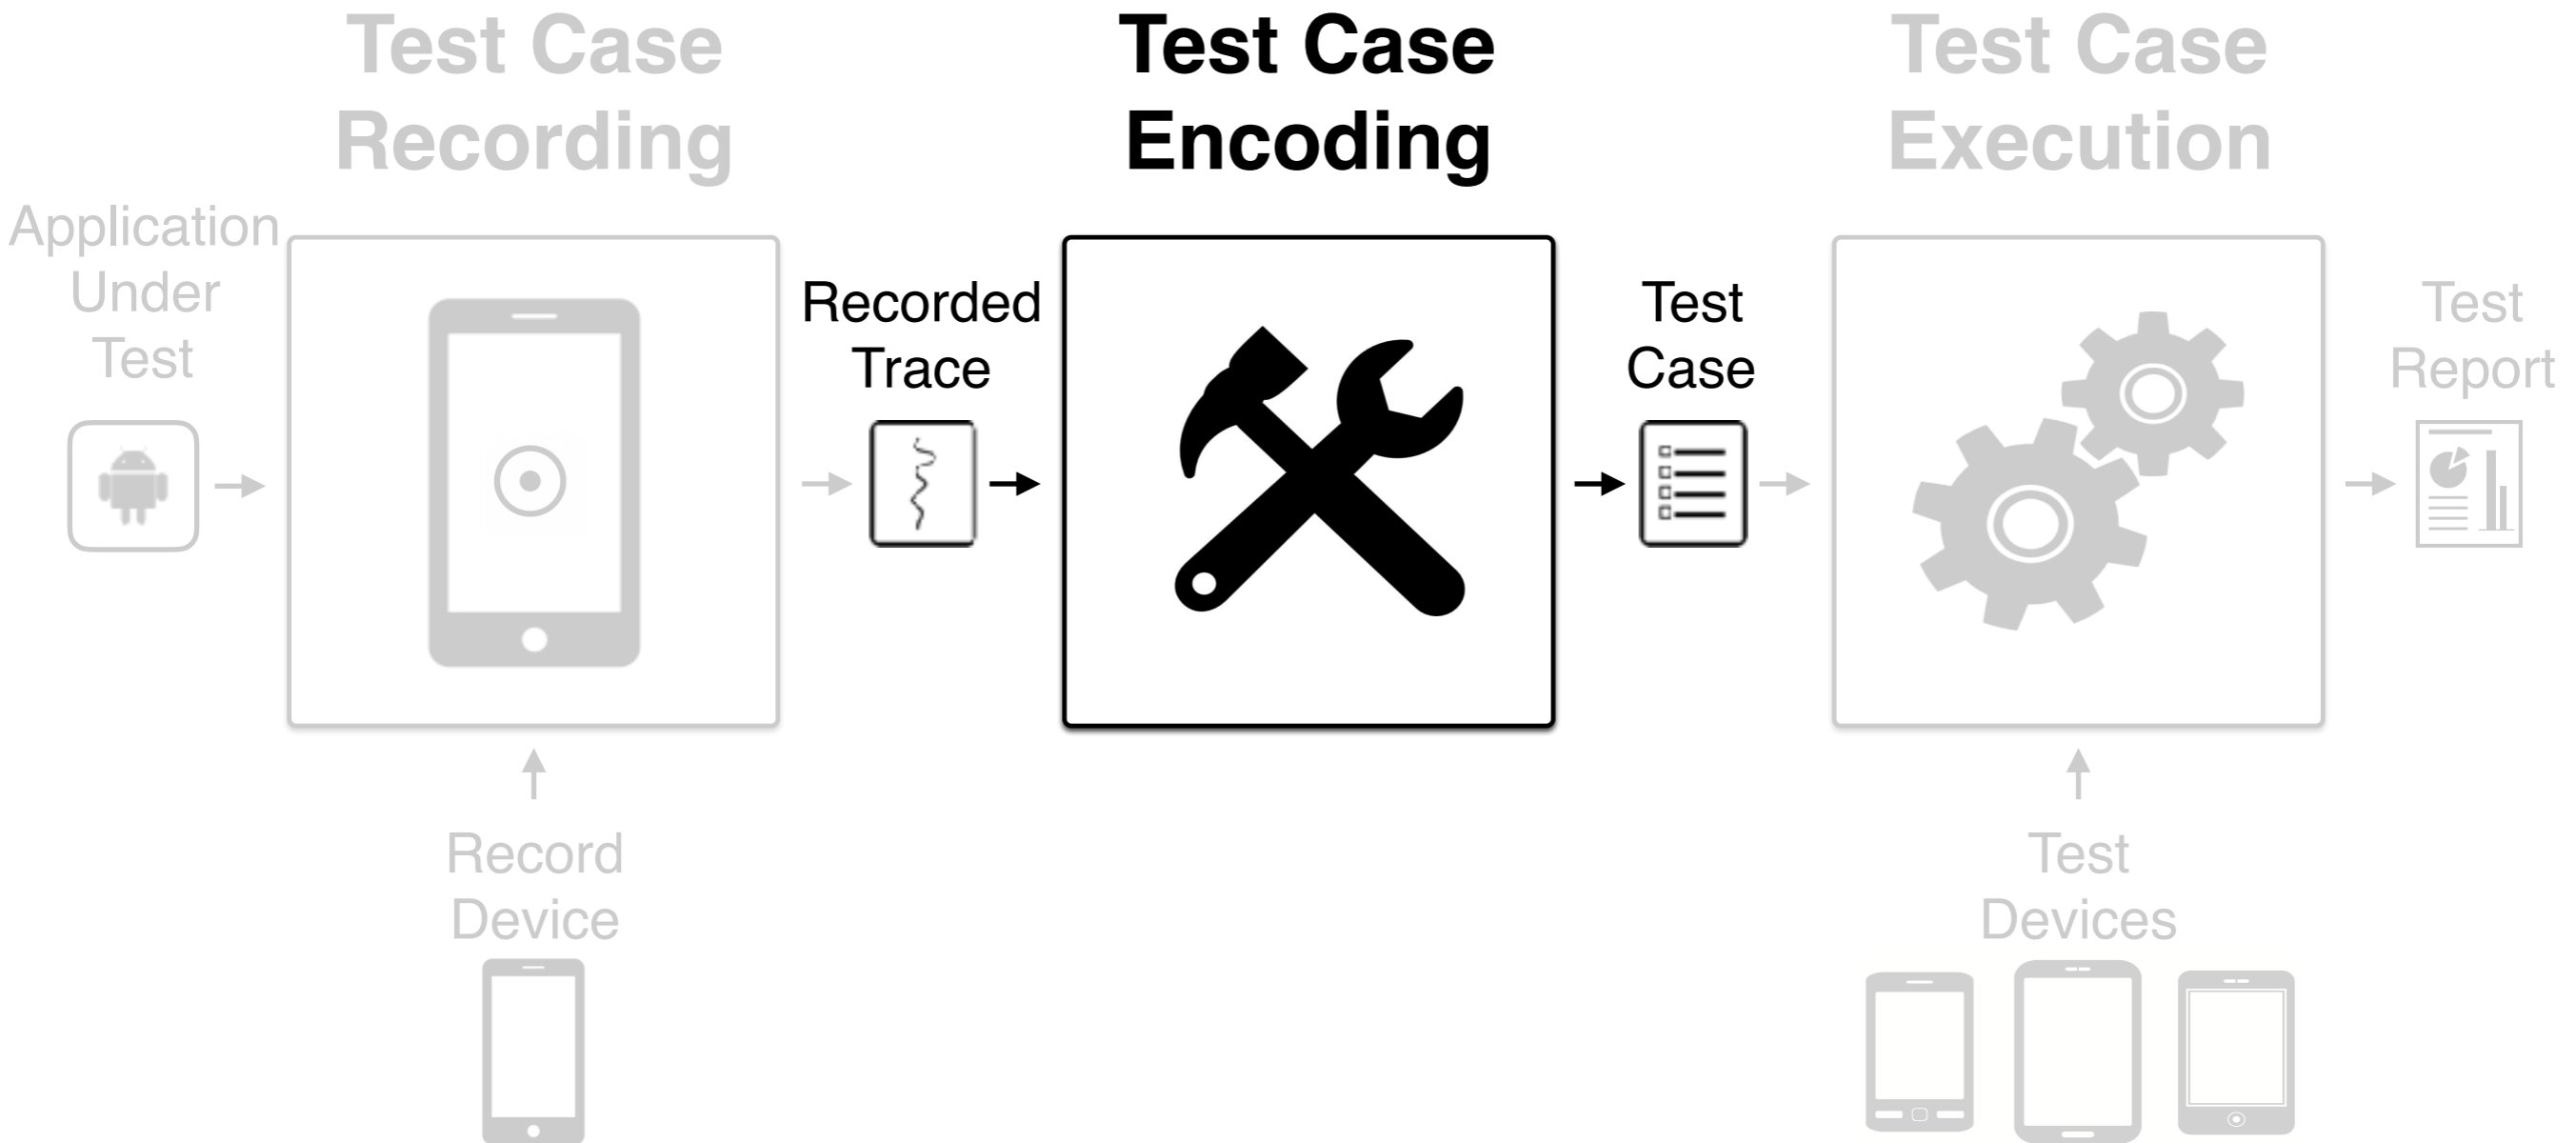 Test Case
Recording
Test Case
Encoding
Test Case
Execution
Application
Under
Test
Recorded
Trace
Test
Case
Test
Report
Record
Device
Test
Devices